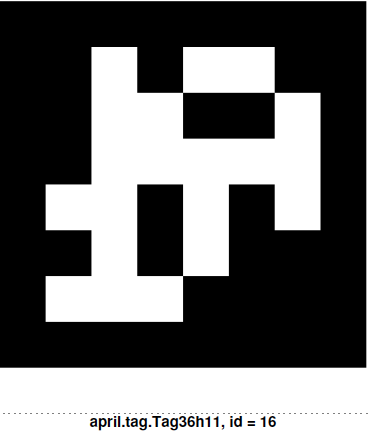 april.tag.Tag36h11, id = 16